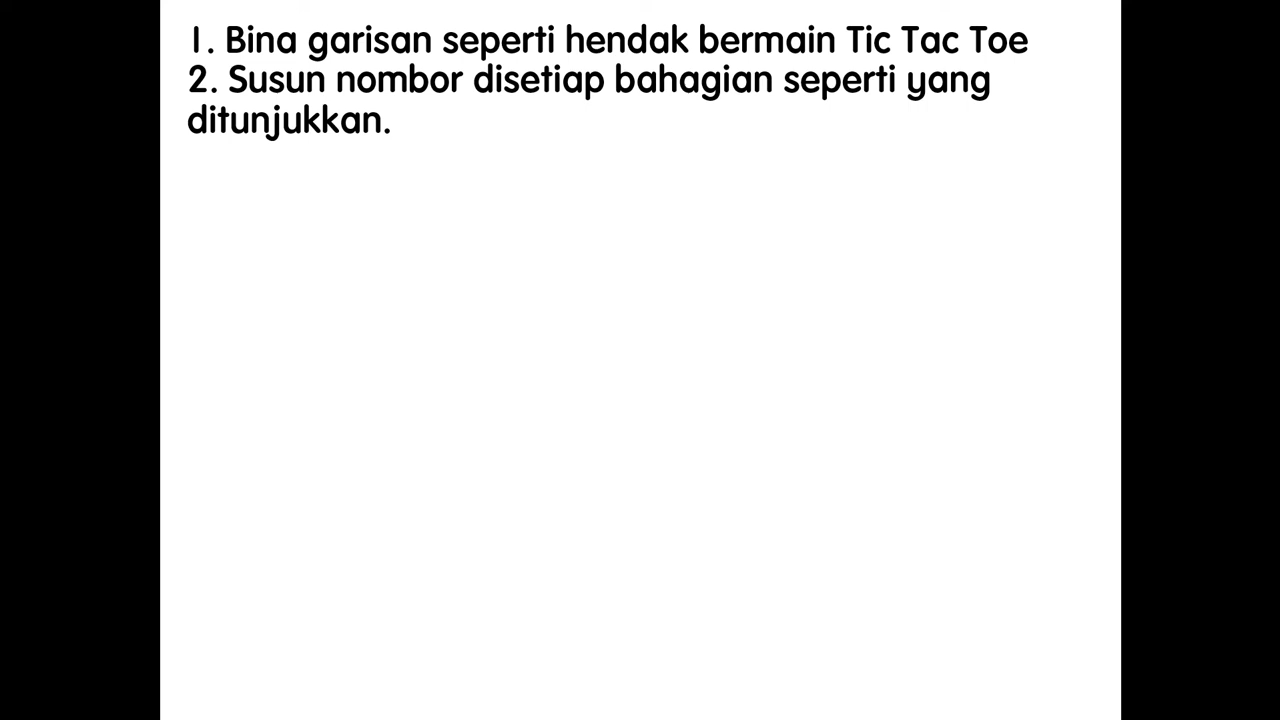 1. Bina garisan seperti hendak bermain Tic Tac Toe
2. Susun nombor disetiap bahagian seperti yang
ditunjukkan.